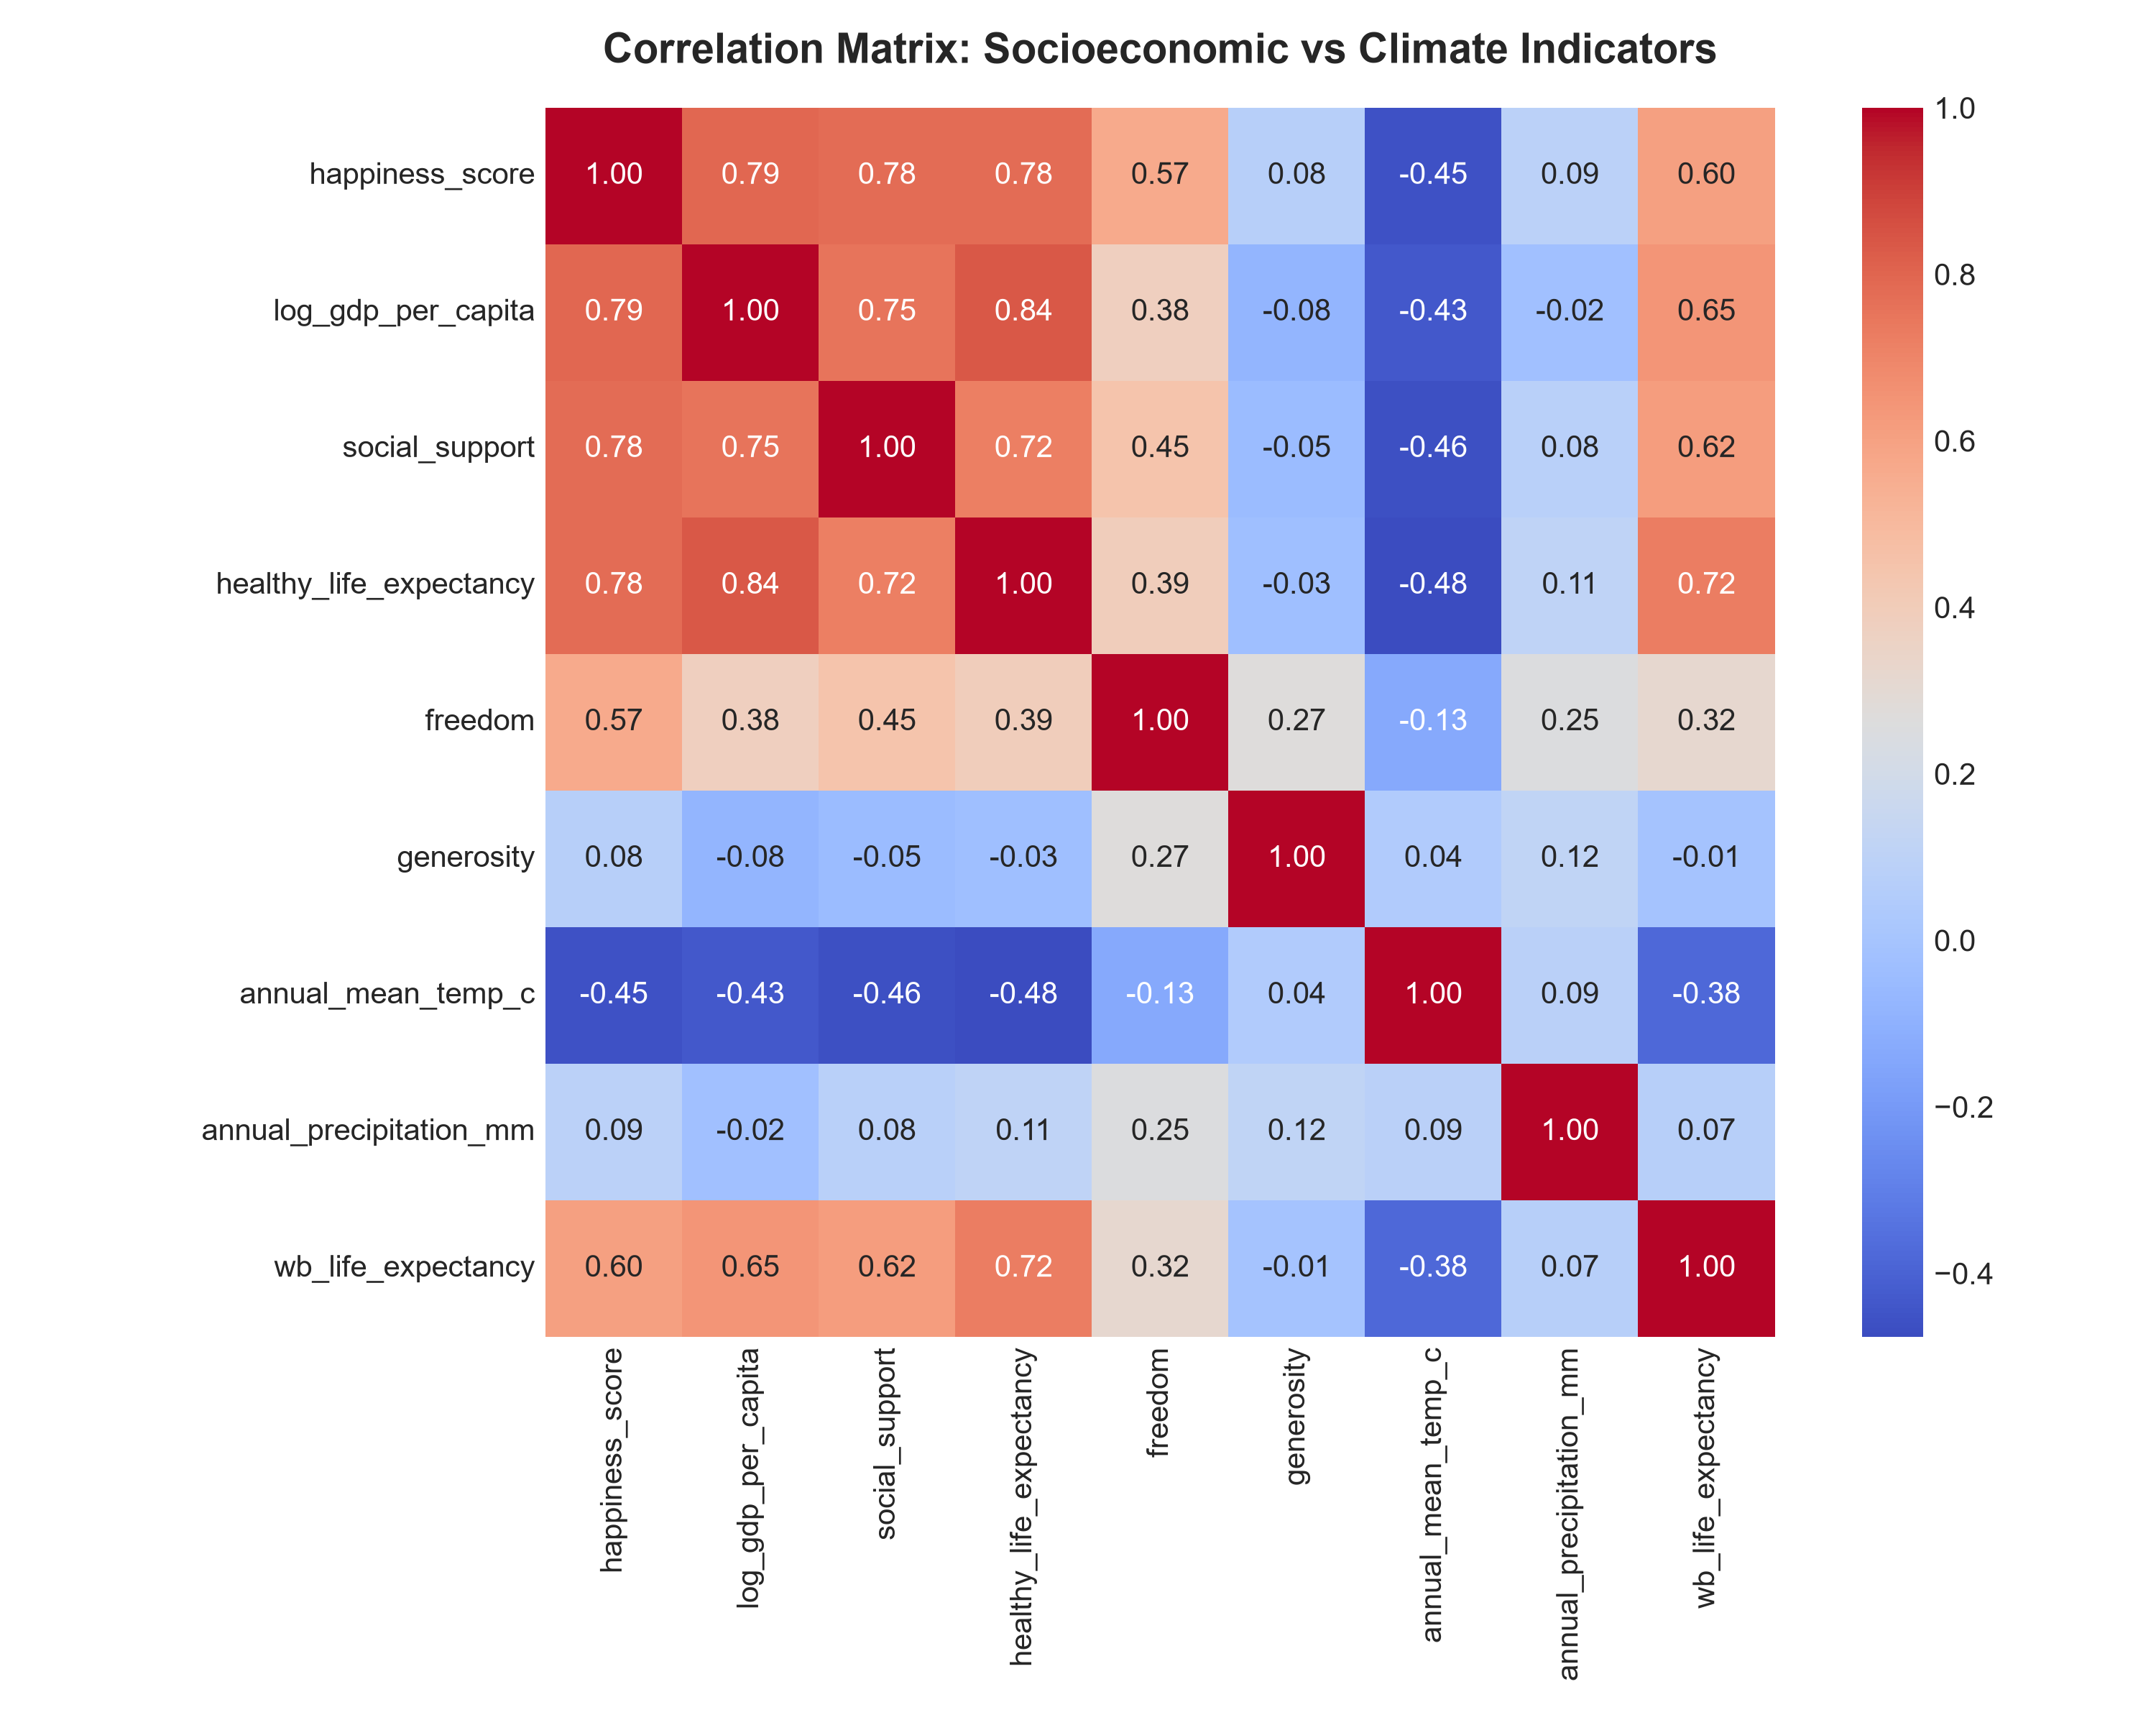 Correlation Matrix: Socioeconomic vs Climate Indicators
happiness_score 1.00 0.79 0.78 0.78 0.57 0.08 -0.45 0.09 0.60
log_gdp_per_capita 0.79 1.00 0.75 0.84 0.38 -0.08 -0.43 -0.02 0.65
social_support 0.78 0.75 1.00 0.72 0.45 -0.05 -0.46 0.08 0.62
healthy_life_expectancy 0.78 0.84 0.72 1.00 0.39 -0.03 -0.48 0.11 0.72
freedom 0.57 0.38 0.45 0.39 1.00 0.27 -0.13 0.25 0.32
generosity 0.08 -0.08 -0.05 -0.03 0.27 1.00 0.04 0.12 -0.01
annual_mean_temp_c -0.45 -0.43 -0.46 -0.48 -0.13 0.04 1.00 0.09 -0.38
annual_precipitation_mm 0.09 -0.02 0.08 0.11 0.25 0.12 0.09 1.00 0.07
wb_life_expectancy 0.60 0.65 0.62 0.72 0.32 -0.01 -0.38 0.07 1.00
happiness_score
log_gdp_per_capita
social_support
healthy_life_expectancy
freedom
generosity
annual_mean_temp_c
annual_precipitation_mm
wb_life_expectancy
1.0
0.8
0.6
0.4
0.2
0.0
−0.2
−0.4